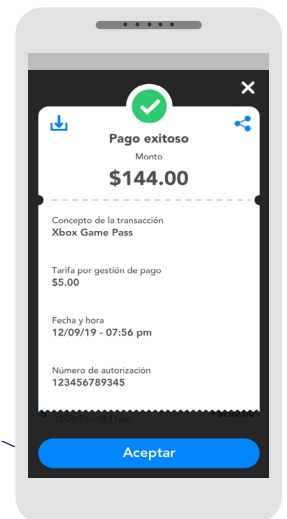 Pago exitoso
Monto
$144.00
Concepto de la transacción
Xbox Game Pass
Tarifa por gestión de pago
$5.00
Fecha y hora
12/09/19 - 07:56 pm
Número de autorización
123456789345
Aceptar